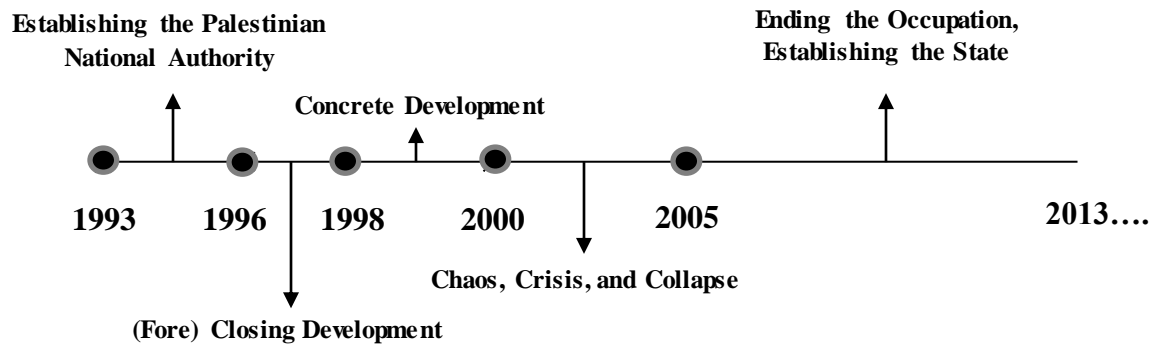 Establishing the Palestinian
National Authority
Ending the Occupation,
Establishing the State
Concrete Development
1993
1996
1998
2000
2005
2013....
Chaos, Crisis, and Collapse
(Fore) Closing Development